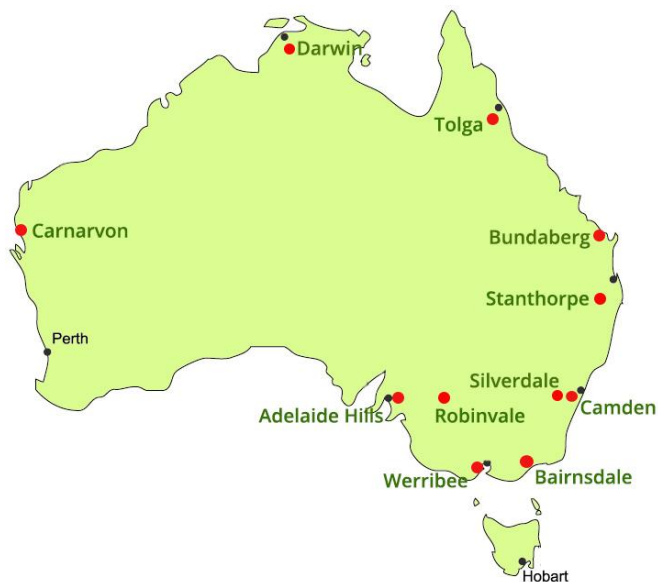 Darwin
Tolga
Carnarvon
Bundaberg
Stanthorpe
Perth
Silverdale
Camden
Adelaide Hills
Robinvale
Werribee
Bairnsdale
Hobart